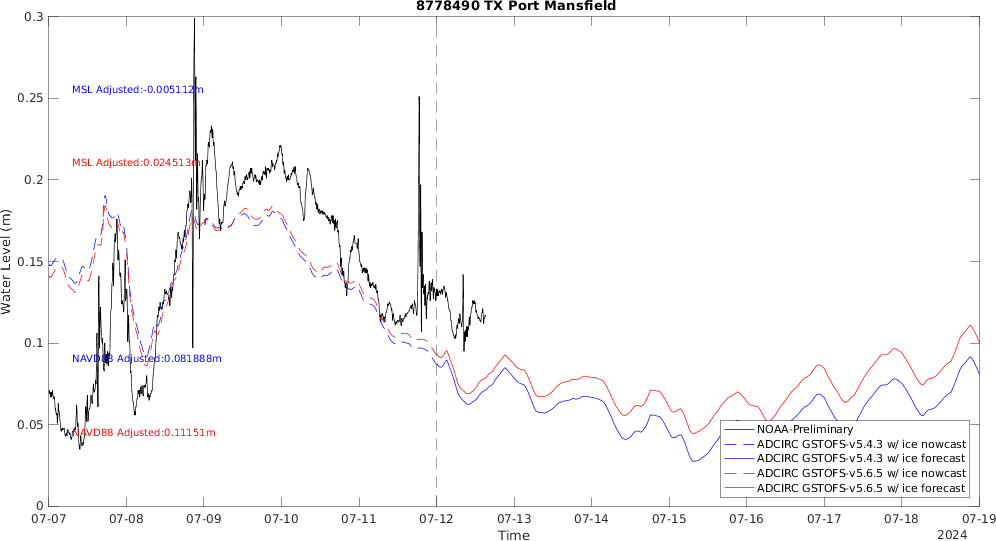 8778490 TX Port Mansfield
0.3
0.25
0.2
0.15
0.1
0.05
0
Water Level (m)
MSL Adjusted:-0.005112m
MSL Adjusted:0.024513m
NAVD88 Adjusted:0.081888m
NAVD88 Adjusted:0.11151m
NOAA-Preliminary
ADCIRC GSTOFS-v5.4.3 w/ ice nowcast
ADCIRC GSTOFS-v5.4.3 w/ ice forecast
ADCIRC GSTOFS-v5.6.5 w/ ice nowcast
ADCIRC GSTOFS-v5.6.5 w/ ice forecast
07-07 07-08 07-09 07-10 07-11 07-12 07-13 07-14 07-15 07-16 07-17 07-18 07-19
Time
2024